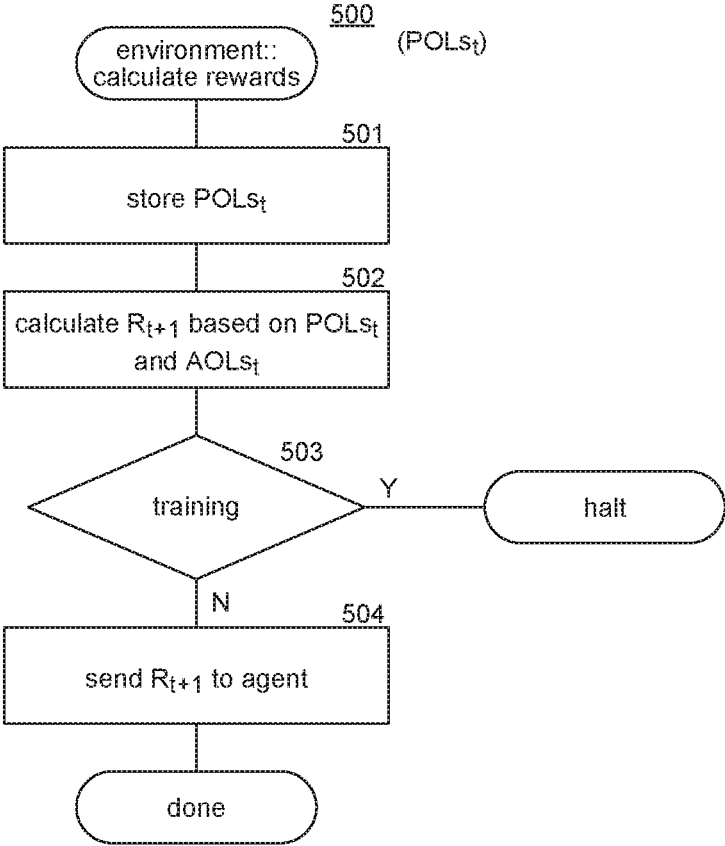 500
(POLsₜ)
environment::
calculate rewards
501
store POLsₜ
502
calculate Rₜ₊₁ based on POLsₜ
and AOLsₜ
503
training
Y
halt
N
504
send Rₜ₊₁ to agent
done